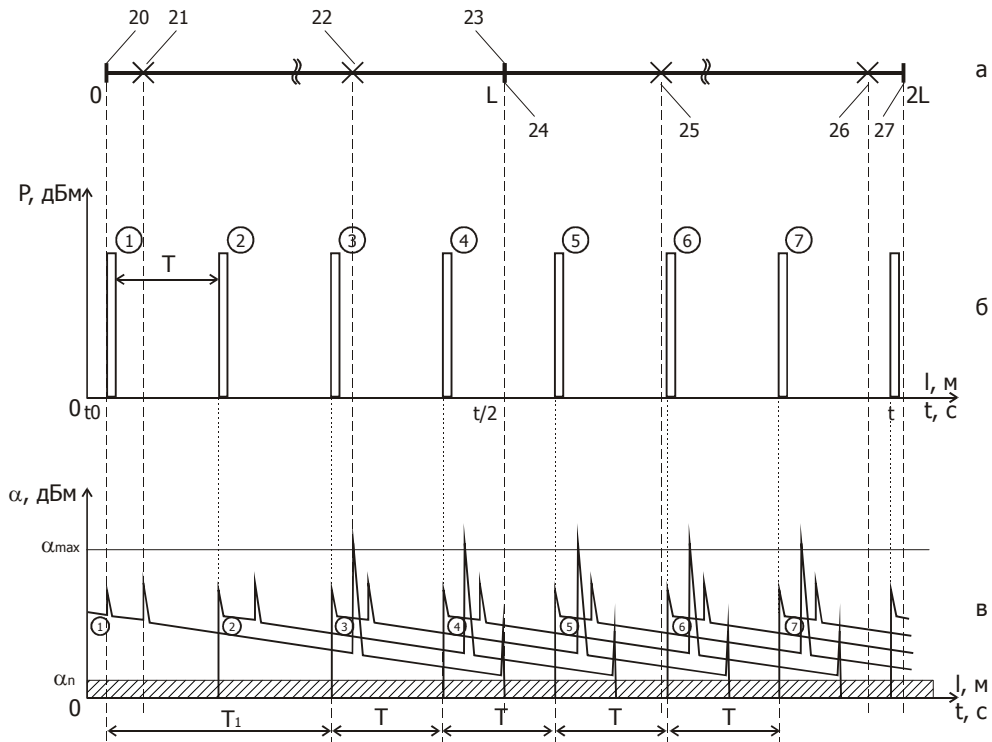 20 21 22 23
а
0 L 2L
24 25 26 27
P, дБм
1 2 3 4 5 6 7
T
б
l, м
0 t0 t/2 t t, с
α, дБм
αmax
в
1 2 3 4 5 6 7
αn
l, м
0 t, с
T1 T T T T